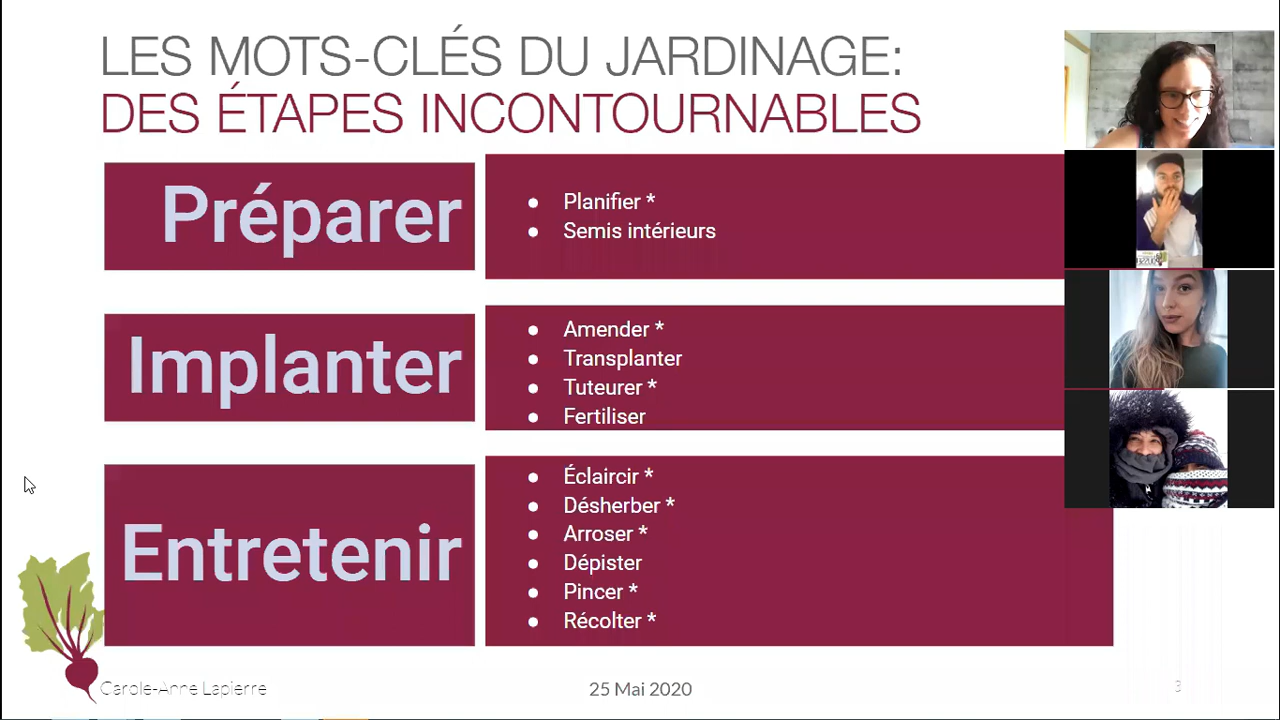 LES MOTS-CLÉS DU JARDINAGE:
DES ÉTAPES INCONTOURNABLES
Préparer
● Planifier *
● Semis intérieurs
Implanter
● Amender *
● Transplanter
● Tuteurer *
● Fertiliser
Entretenir
● Éclaircir *
● Désherber *
● Arroser *
● Dépister
● Pincer *
● Récolter *
Carole-Anne Lapierre
25 Mai 2020
3